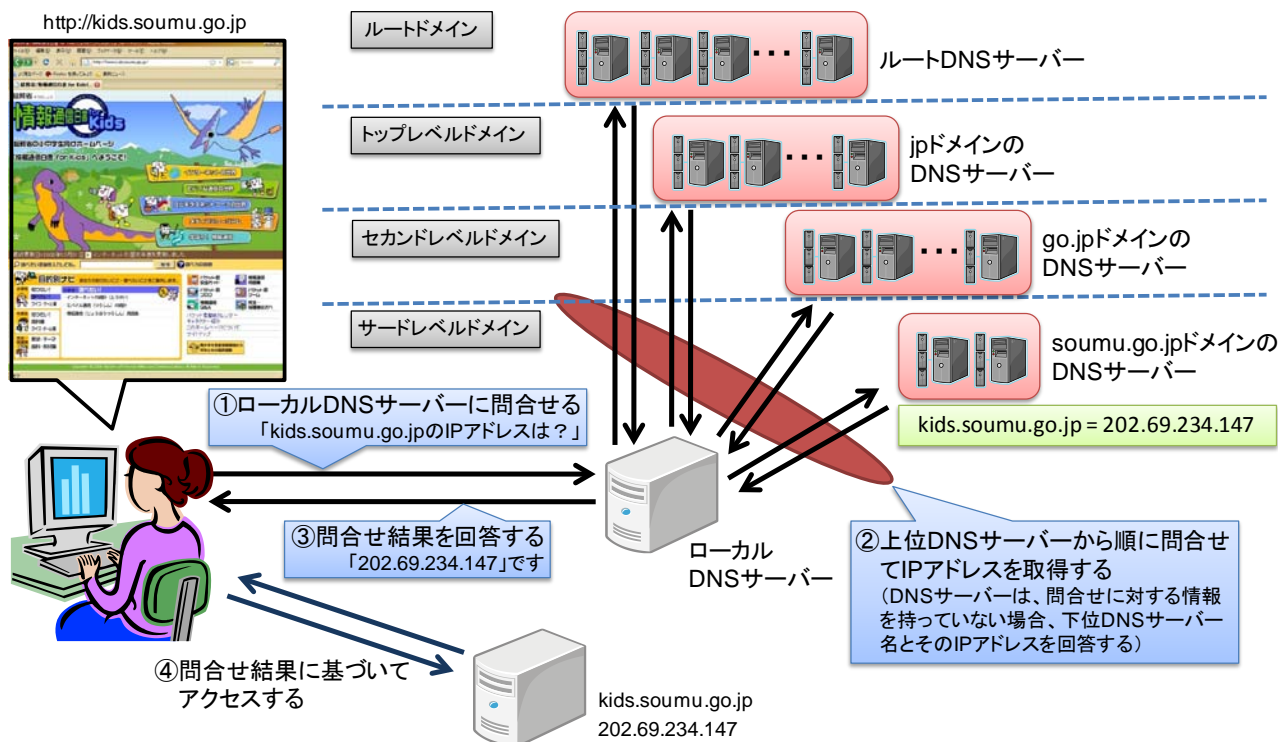 http://kids.soumu.go.jp
情報通信白書 for Kids
ルートドメイン
ルートDNSサーバー
トップレベルドメイン
jpドメインの
DNSサーバー
セカンドレベルドメイン
go.jpドメインの
DNSサーバー
サードレベルドメイン
soumu.go.jpドメインの
DNSサーバー
kids.soumu.go.jp = 202.69.234.147
目的別ナビ
①ローカルDNSサーバーに問合せる
「kids.soumu.go.jpのIPアドレスは?」
③問合せ結果を回答する
「202.69.234.147」です
ローカル
DNSサーバー
②上位DNSサーバーから順に問合せ
てIPアドレスを取得する
(DNSサーバーは、問合せに対する情報
を持っていない場合、下位DNSサーバー
名とそのIPアドレスを回答する)
④問合せ結果に基づいて
アクセスする
kids.soumu.go.jp
202.69.234.147